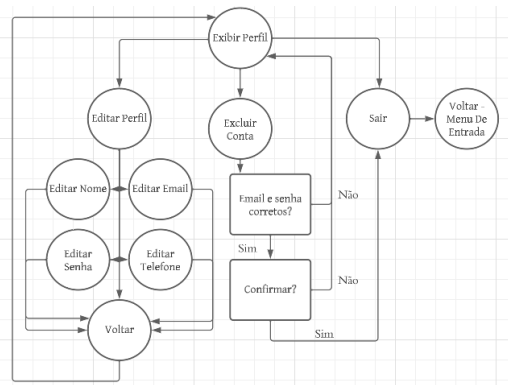 Exibir Perfil
Editar Perfil
Excluir
Conta
Sair
Voltar -
Menu De
Entrada
Editar Nome
Editar Email
Email e senha
corretos?
Não
Sim
Editar
Senha
Editar
Telefone
Confirmar?
Não
Voltar
Sim